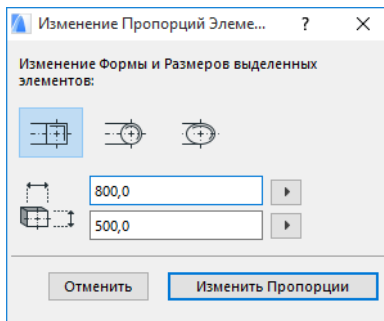 Изменение Пропорций Элеме... ?
Изменение Формы и Размеров выделенных
элементов:
800,0
500,0
Отменить Изменить Пропорции